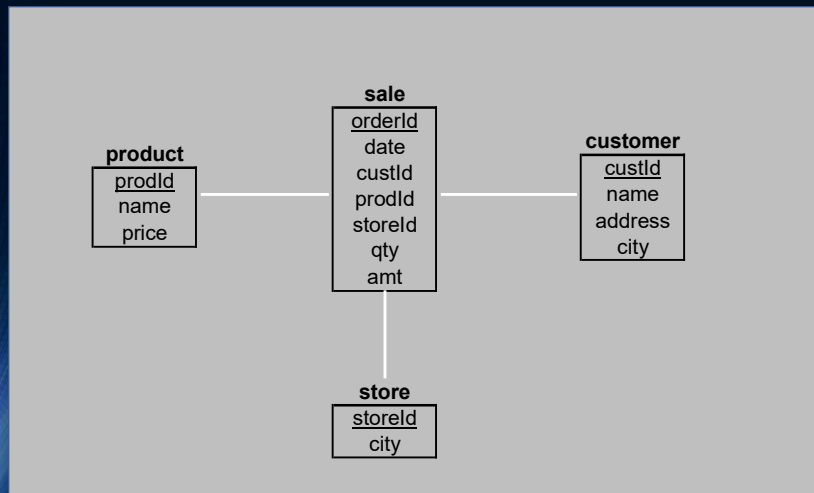 sale
orderId
date
custId
prodId
storeId
qty
amt
product
prodId
name
price
customer
custId
name
address
city
store
storeId
city